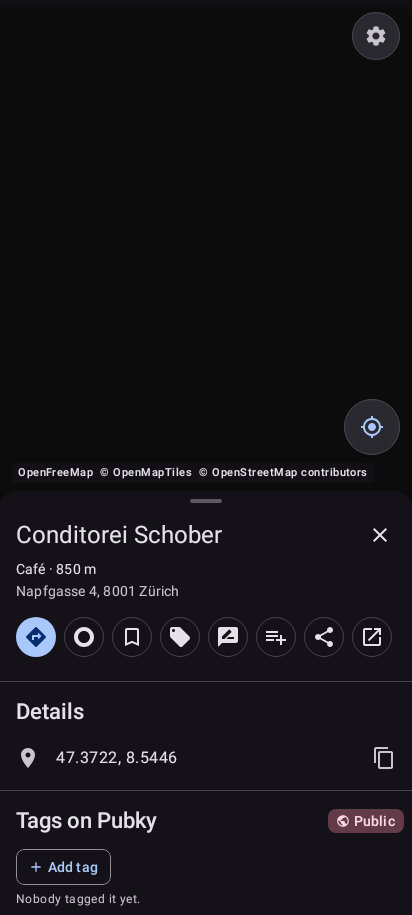 OpenFreeMap © OpenMapTiles © OpenStreetMap contributors
Conditorei Schober
Café · 850 m
Napfgasse 4, 8001 Zürich
Details
47.3722, 8.5446
Tags on Pubky
Public
+ Add tag
Nobody tagged it yet.